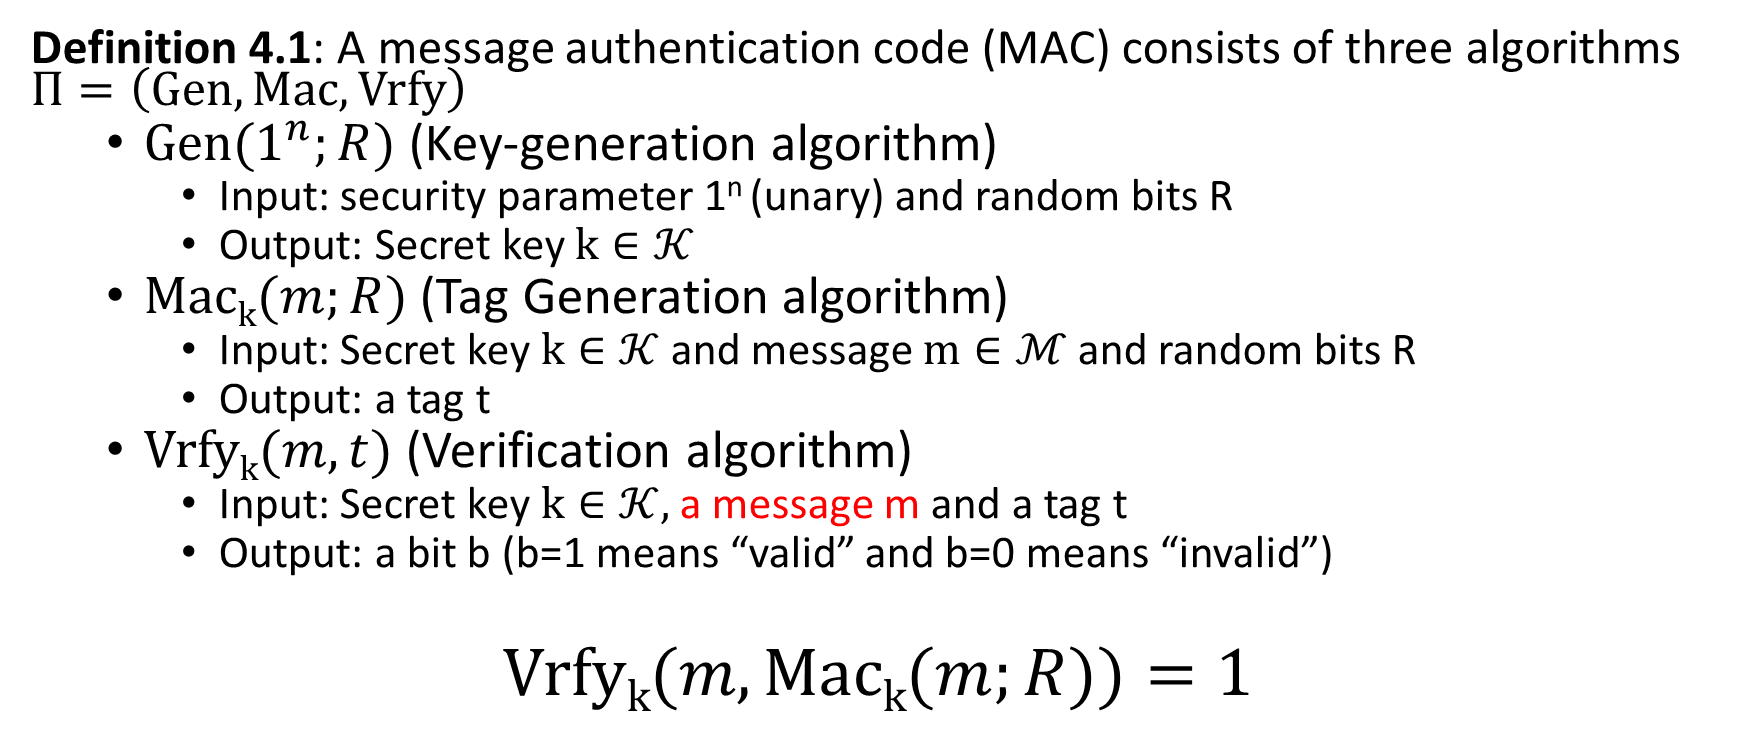 Definition 4.1: A message authentication code (MAC) consists of three algorithms
Π = (Gen, Mac, Vrfy)
• Gen(1ⁿ; R) (Key-generation algorithm)
• Input: security parameter 1ⁿ (unary) and random bits R
• Output: Secret key k ∈ 𝒦
• Macₖ(m; R) (Tag Generation algorithm)
• Input: Secret key k ∈ 𝒦 and message m ∈ ℳ and random bits R
• Output: a tag t
• Vrfyₖ(m, t) (Verification algorithm)
• Input: Secret key k ∈ 𝒦, a message m and a tag t
• Output: a bit b (b=1 means “valid” and b=0 means “invalid”)
Vrfyₖ(m, Macₖ(m; R)) = 1